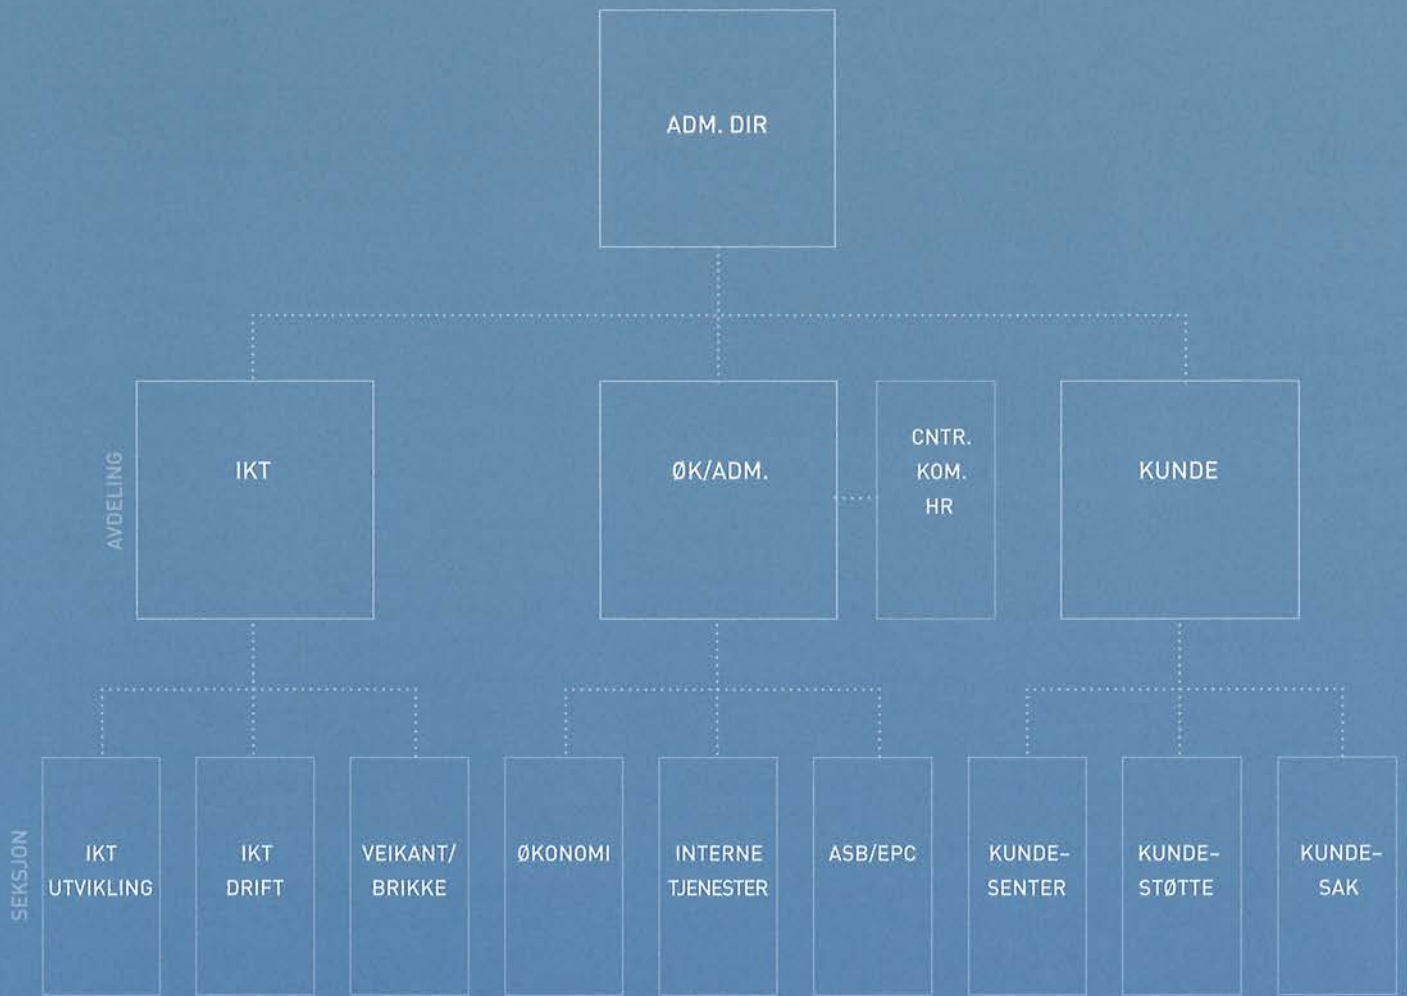 ADM. DIR
AVDELING
IKT
ØK/ADM.
CNTR.
KOM.
HR
KUNDE
SEKSJON
IKT
UTVIKLING
IKT
DRIFT
VEIKANT/
BRIKKE
ØKONOMI
INTERNE
TJENESTER
ASB/EPC
KUNDE-
SENTER
KUNDE-
STØTTE
KUNDE-
SAK